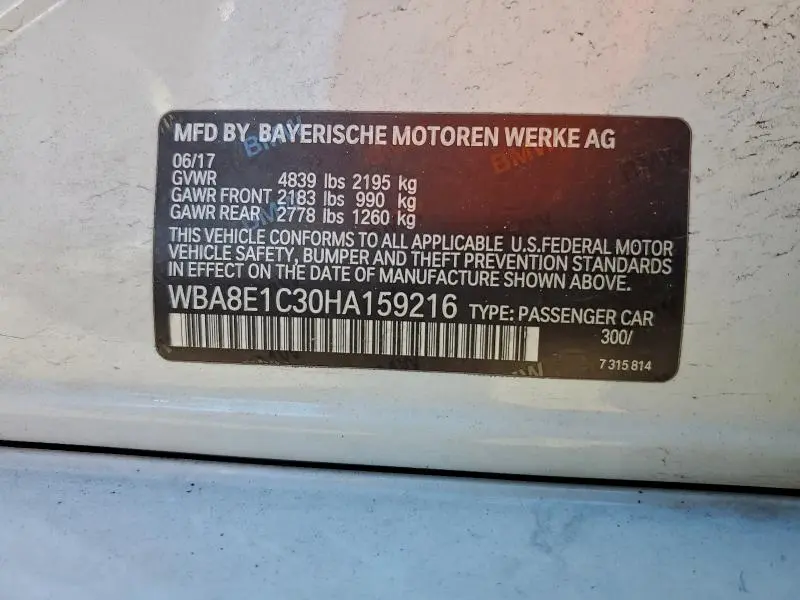 MFD BY BAYERISCHE MOTOREN WERKE AG
06/17
GVWR 4839 lbs 2195 kg
GAWR FRONT 2183 lbs 990 kg
GAWR REAR 2778 lbs 1260 kg
THIS VEHICLE CONFORMS TO ALL APPLICABLE U.S.FEDERAL MOTOR
VEHICLE SAFETY, BUMPER AND THEFT PREVENTION STANDARDS
IN EFFECT ON THE DATE OF MANUFACTURE SHOWN ABOVE.
WBA8E1C30HA159216 TYPE: PASSENGER CAR
300/
7 315 814